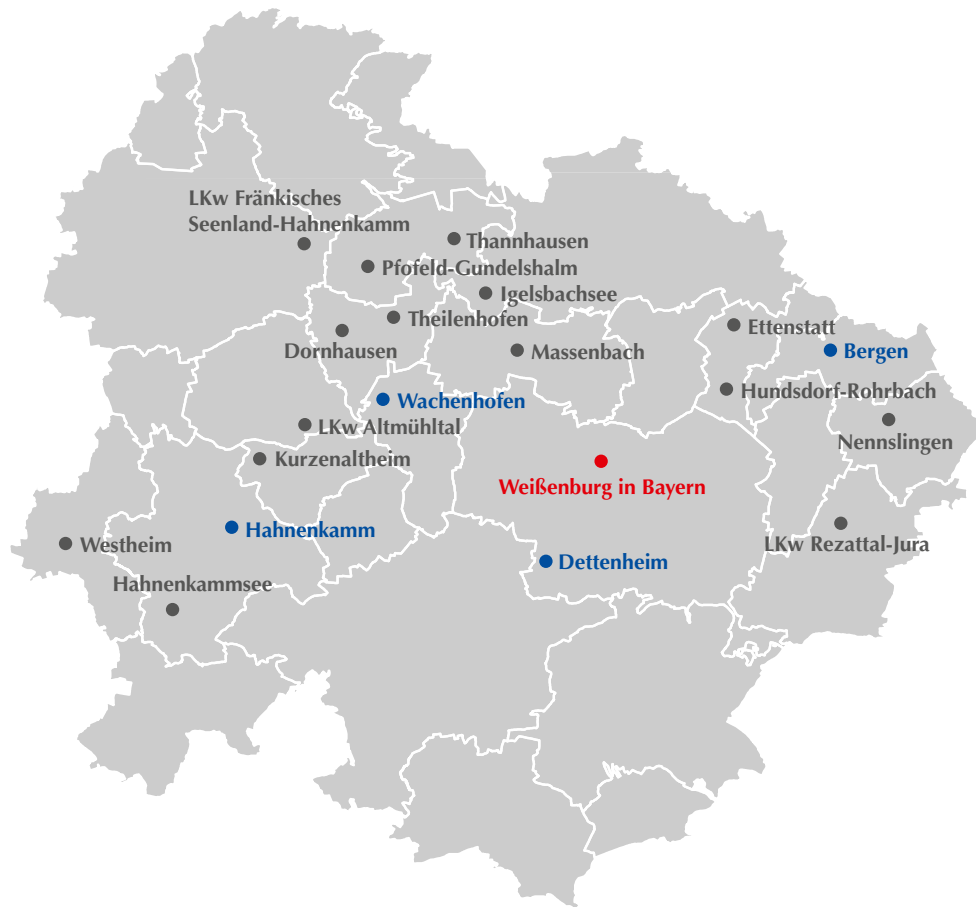 LKw Fränkisches
Seenland-Hahnenkamm
Thannhausen
Pfofeld-Gundelshalm
Igelsbachsee
Theilenhofen
Ettenstatt
Dornhausen
Massenbach
Bergen
Hundsdorf-Rohrbach
Wachenhofen
LKw Altmühltal
Nennslingen
Kurzenaltheim
Weißenburg in Bayern
Hahnenkamm
Westheim
LKw Rezattal-Jura
Dettenheim
Hahnenkammsee